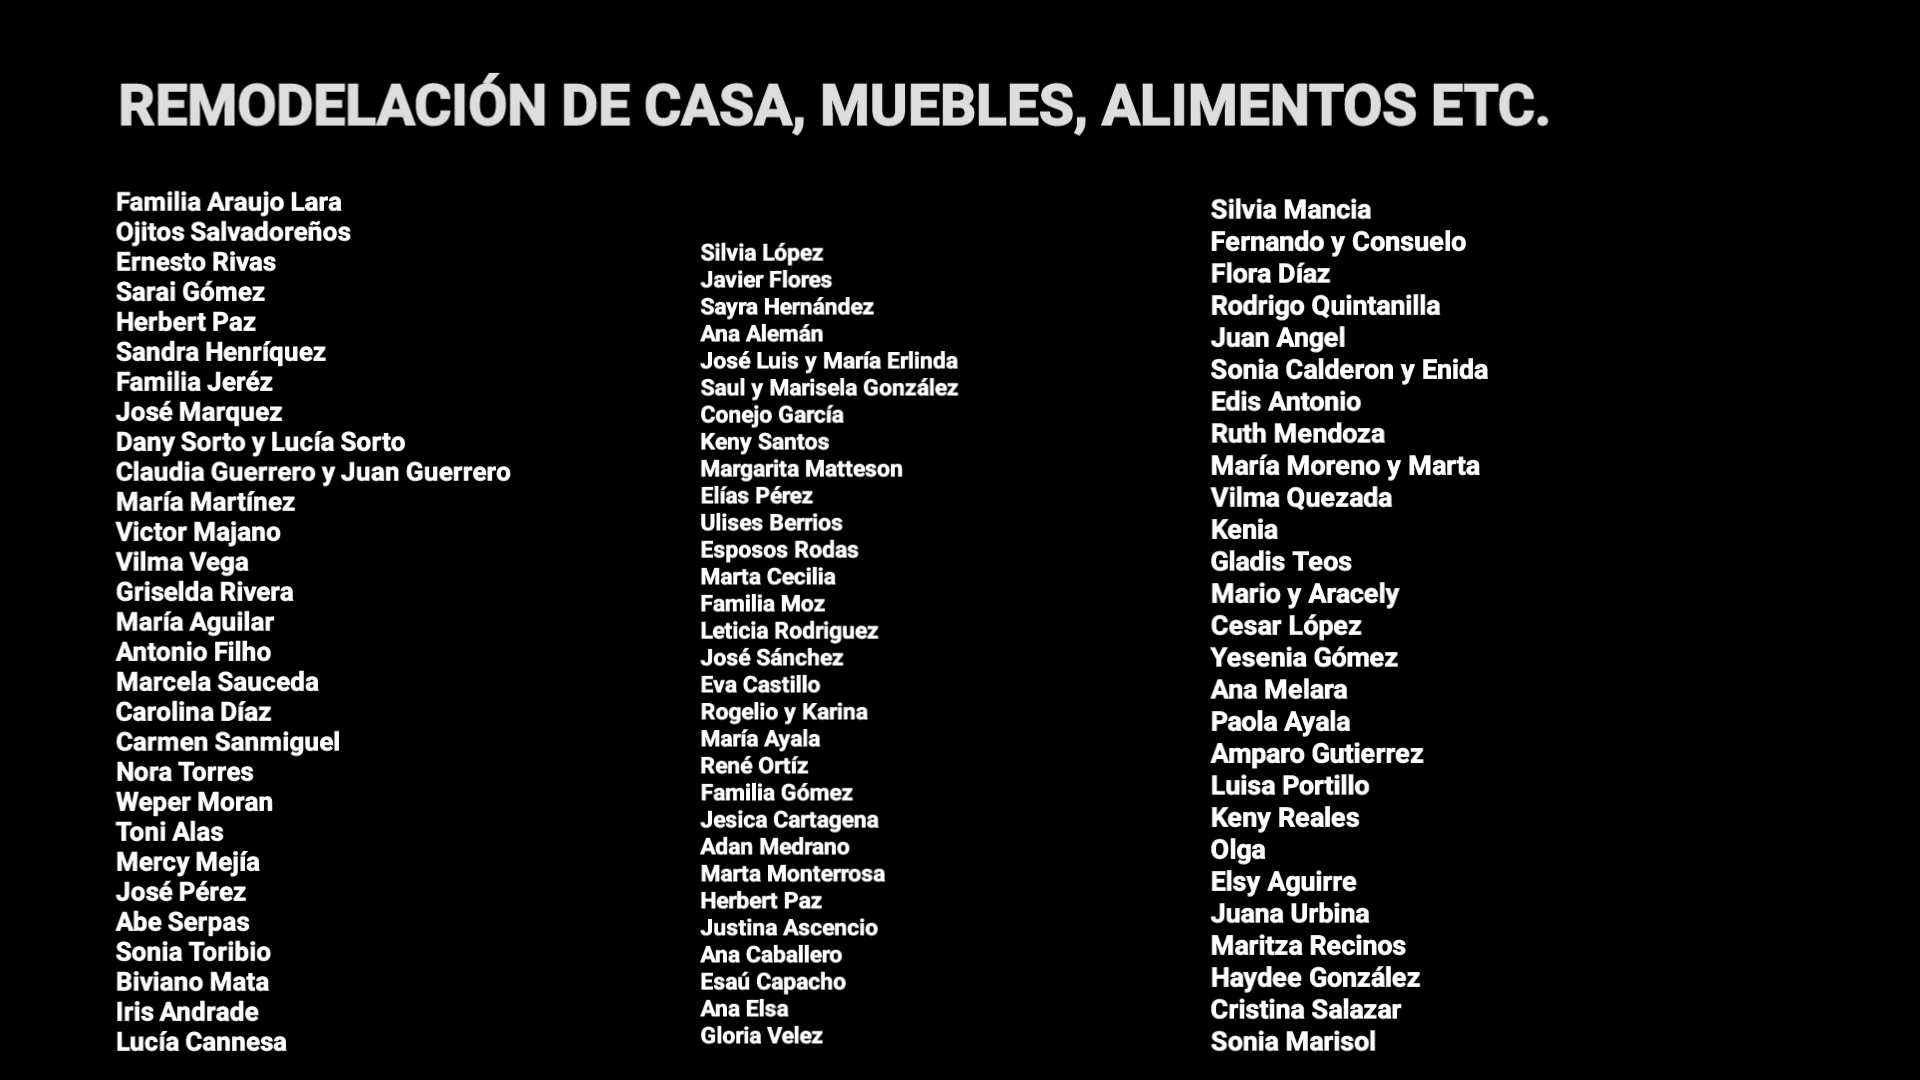 REMODELACIÓN DE CASA, MUEBLES, ALIMENTOS ETC.
Familia Araujo Lara
Ojitos Salvadoreños
Ernesto Rivas
Sarai Gómez
Herbert Paz
Sandra Henríquez
Familia Jeréz
José Marquez
Dany Sorto y Lucía Sorto
Claudia Guerrero y Juan Guerrero
María Martínez
Victor Majano
Vilma Vega
Griselda Rivera
María Aguilar
Antonio Filho
Marcela Sauceda
Carolina Díaz
Carmen Sanmiguel
Nora Torres
Weper Moran
Toni Alas
Mercy Mejía
José Pérez
Abe Serpas
Sonia Toribio
Biviano Mata
Iris Andrade
Lucía Cannesa
Silvia López
Javier Flores
Sayra Hernández
Ana Alemán
José Luis y María Erlinda
Saul y Marisela González
Conejo García
Keny Santos
Margarita Matteson
Elías Pérez
Ulises Berrios
Esposos Rodas
Marta Cecilia
Familia Moz
Leticia Rodriguez
José Sánchez
Eva Castillo
Rogelio y Karina
María Ayala
René Ortíz
Familia Gómez
Jesica Cartagena
Adan Medrano
Marta Monterrosa
Herbert Paz
Justina Ascencio
Ana Caballero
Esaú Capacho
Ana Elsa
Gloria Velez
Silvia Mancia
Fernando y Consuelo
Flora Díaz
Rodrigo Quintanilla
Juan Angel
Sonia Calderon y Enida
Edis Antonio
Ruth Mendoza
María Moreno y Marta
Vilma Quezada
Kenia
Gladis Teos
Mario y Aracely
Cesar López
Yesenia Gómez
Ana Melara
Paola Ayala
Amparo Gutierrez
Luisa Portillo
Keny Reales
Olga
Elsy Aguirre
Juana Urbina
Maritza Recinos
Haydee González
Cristina Salazar
Sonia Marisol